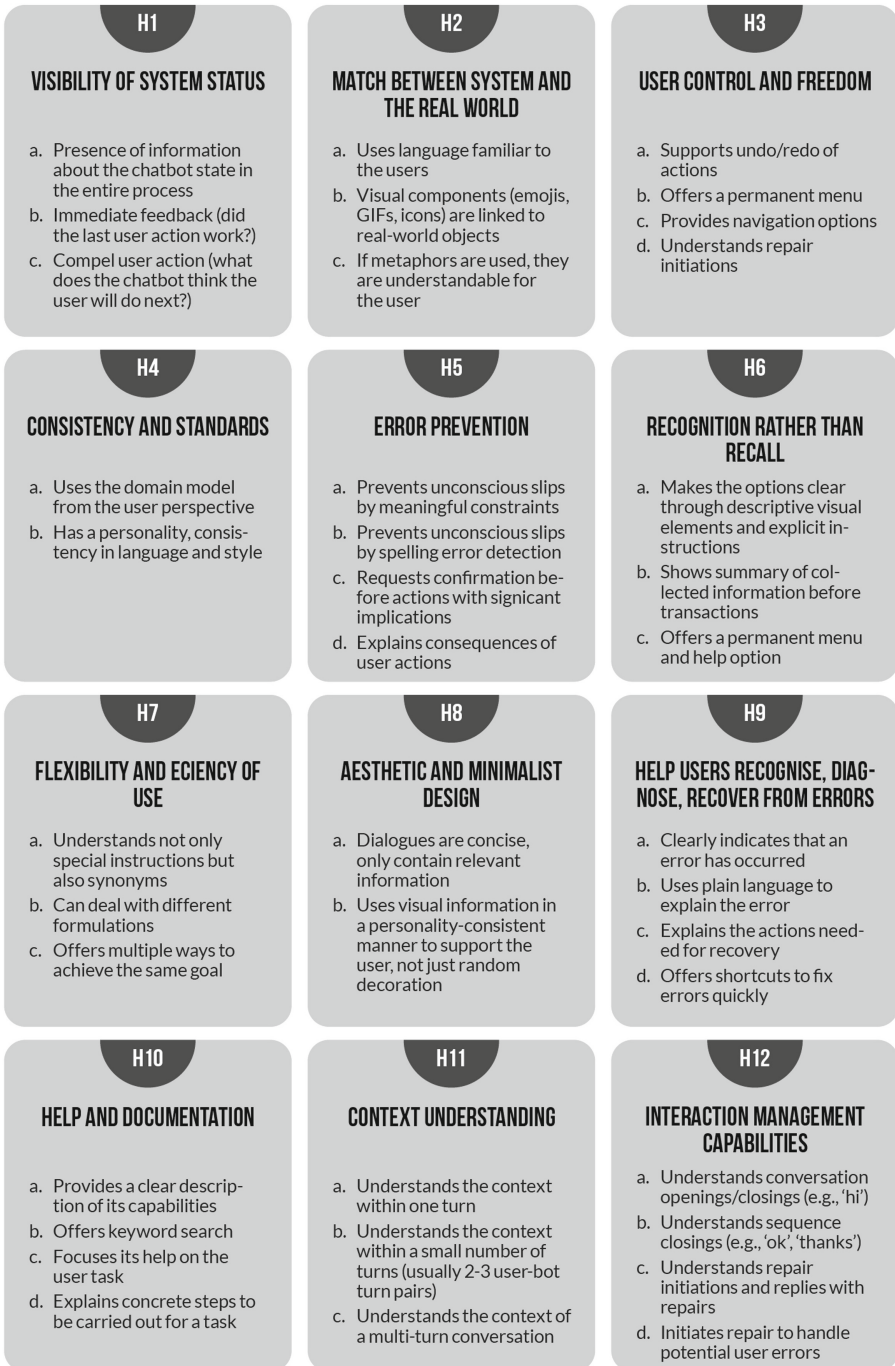 H1
VISIBILITY OF SYSTEM STATUS
a. Presence of information
about the chatbot state in
the entire process
b. Immediate feedback (did
the last user action work?)
c. Compel user action (what
does the chatbot think the
user will do next?)
H2
MATCH BETWEEN SYSTEM AND
THE REAL WORLD
a. Uses language familiar to
the users
b. Visual components (emojis,
GIFs, icons) are linked to
real-world objects
c. If metaphors are used, they
are understandable for
the user
H3
USER CONTROL AND FREEDOM
a. Supports undo/redo of
actions
b. Offers a permanent menu
c. Provides navigation options
d. Understands repair
initiations
H4
CONSISTENCY AND STANDARDS
a. Uses the domain model
from the user perspective
b. Has a personality, consis-
tency in language and style
H5
ERROR PREVENTION
a. Prevents unconscious slips
by meaningful constraints
b. Prevents unconscious slips
by spelling error detection
c. Requests confirmation be-
fore actions with signicant
implications
d. Explains consequences of
user actions
H6
RECOGNITION RATHER THAN
RECALL
a. Makes the options clear
through descriptive visual
elements and explicit in-
structions
b. Shows summary of col-
lected information before
transactions
c. Offers a permanent menu
and help option
H7
FLEXIBILITY AND ECIENCY OF
USE
a. Understands not only
special instructions but
also synonyms
b. Can deal with different
formulations
c. Offers multiple ways to
achieve the same goal
H8
AESTHETIC AND MINIMALIST
DESIGN
a. Dialogues are concise,
only contain relevant
information
b. Uses visual information in
a personality-consistent
manner to support the
user, not just random
decoration
H9
HELP USERS RECOGNISE, DIAG-
NOSE, RECOVER FROM ERRORS
a. Clearly indicates that an
error has occurred
b. Uses plain language to
explain the error
c. Explains the actions need-
ed for recovery
d. Offers shortcuts to fix
errors quickly
H10
HELP AND DOCUMENTATION
a. Provides a clear descrip-
tion of its capabilities
b. Offers keyword search
c. Focuses its help on the
user task
d. Explains concrete steps to
be carried out for a task
H11
CONTEXT UNDERSTANDING
a. Understands the context
within one turn
b. Understands the context
within a small number of
turns (usually 2-3 user-bot
turn pairs)
c. Understands the context of
a multi-turn conversation
H12
INTERACTION MANAGEMENT
CAPABILITIES
a. Understands conversation
openings/closings (e.g., ‘hi’)
b. Understands sequence
closings (e.g., ‘ok’, ‘thanks’)
c. Understands repair
initiations and replies with
repairs
d. Initiates repair to handle
potential user errors